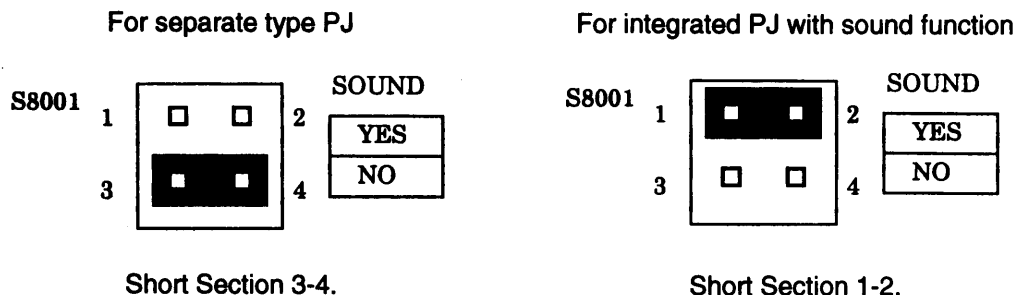 For separate type PJ
S8001
1
2
3
4
SOUND
YES
NO
Short Section 3-4.
For integrated PJ with sound function
S8001
1
2
3
4
SOUND
YES
NO
Short Section 1-2.